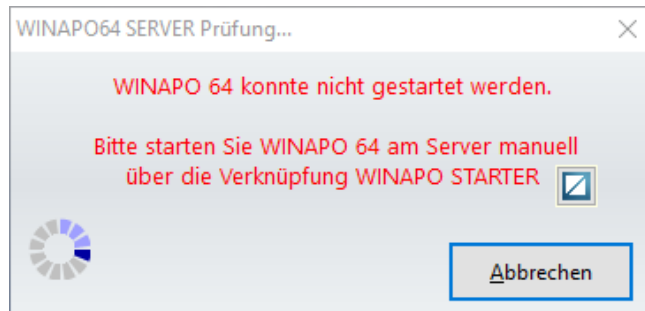 WINAPO64 SERVER Prüfung...
WINAPO 64 konnte nicht gestartet werden.
Bitte starten Sie WINAPO 64 am Server manuell
über die Verknüpfung WINAPO STARTER
Abbrechen